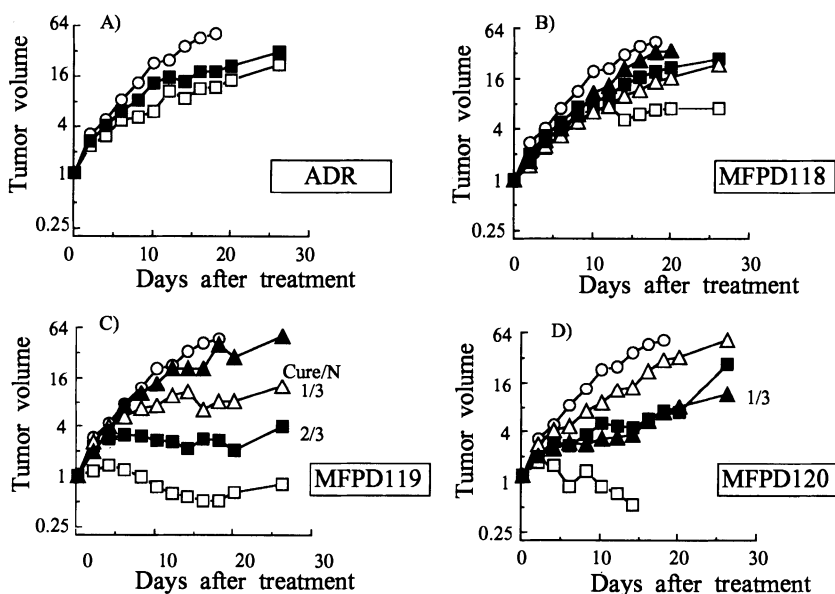 A)
64
16
4
1
0.25
Tumor volume
ADR
0
10
20
30
Days after treatment
B)
64
16
4
1
0.25
Tumor volume
MFPD118
0
10
20
30
Days after treatment
C)
64
16
4
1
0.25
Tumor volume
Cure/N
1/3
2/3
MFPD119
0
10
20
30
Days after treatment
D)
64
16
4
1
0.25
Tumor volume
1/3
MFPD120
0
10
20
30
Days after treatment